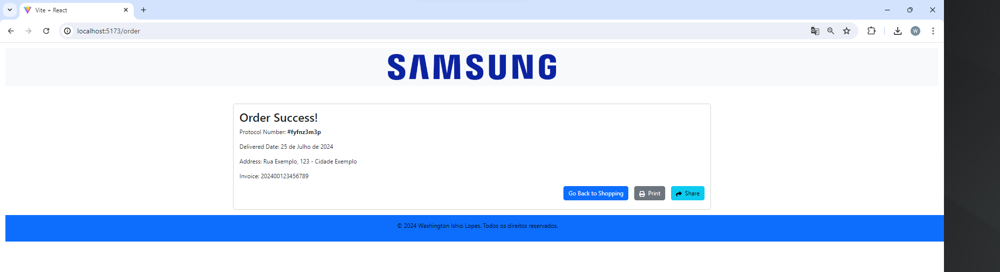 Vite + React
localhost:5173/order
W
SAMSUNG
Order Success!
Protocol Number: #fyfnz3m3p
Delivered Date: 25 de Julho de 2024
Address: Rua Exemplo, 123 - Cidade Exemplo
Invoice: 202400123456789
Go Back to Shopping Print Share
© 2024 Washington Ishio Lopes. Todos os direitos reservados.